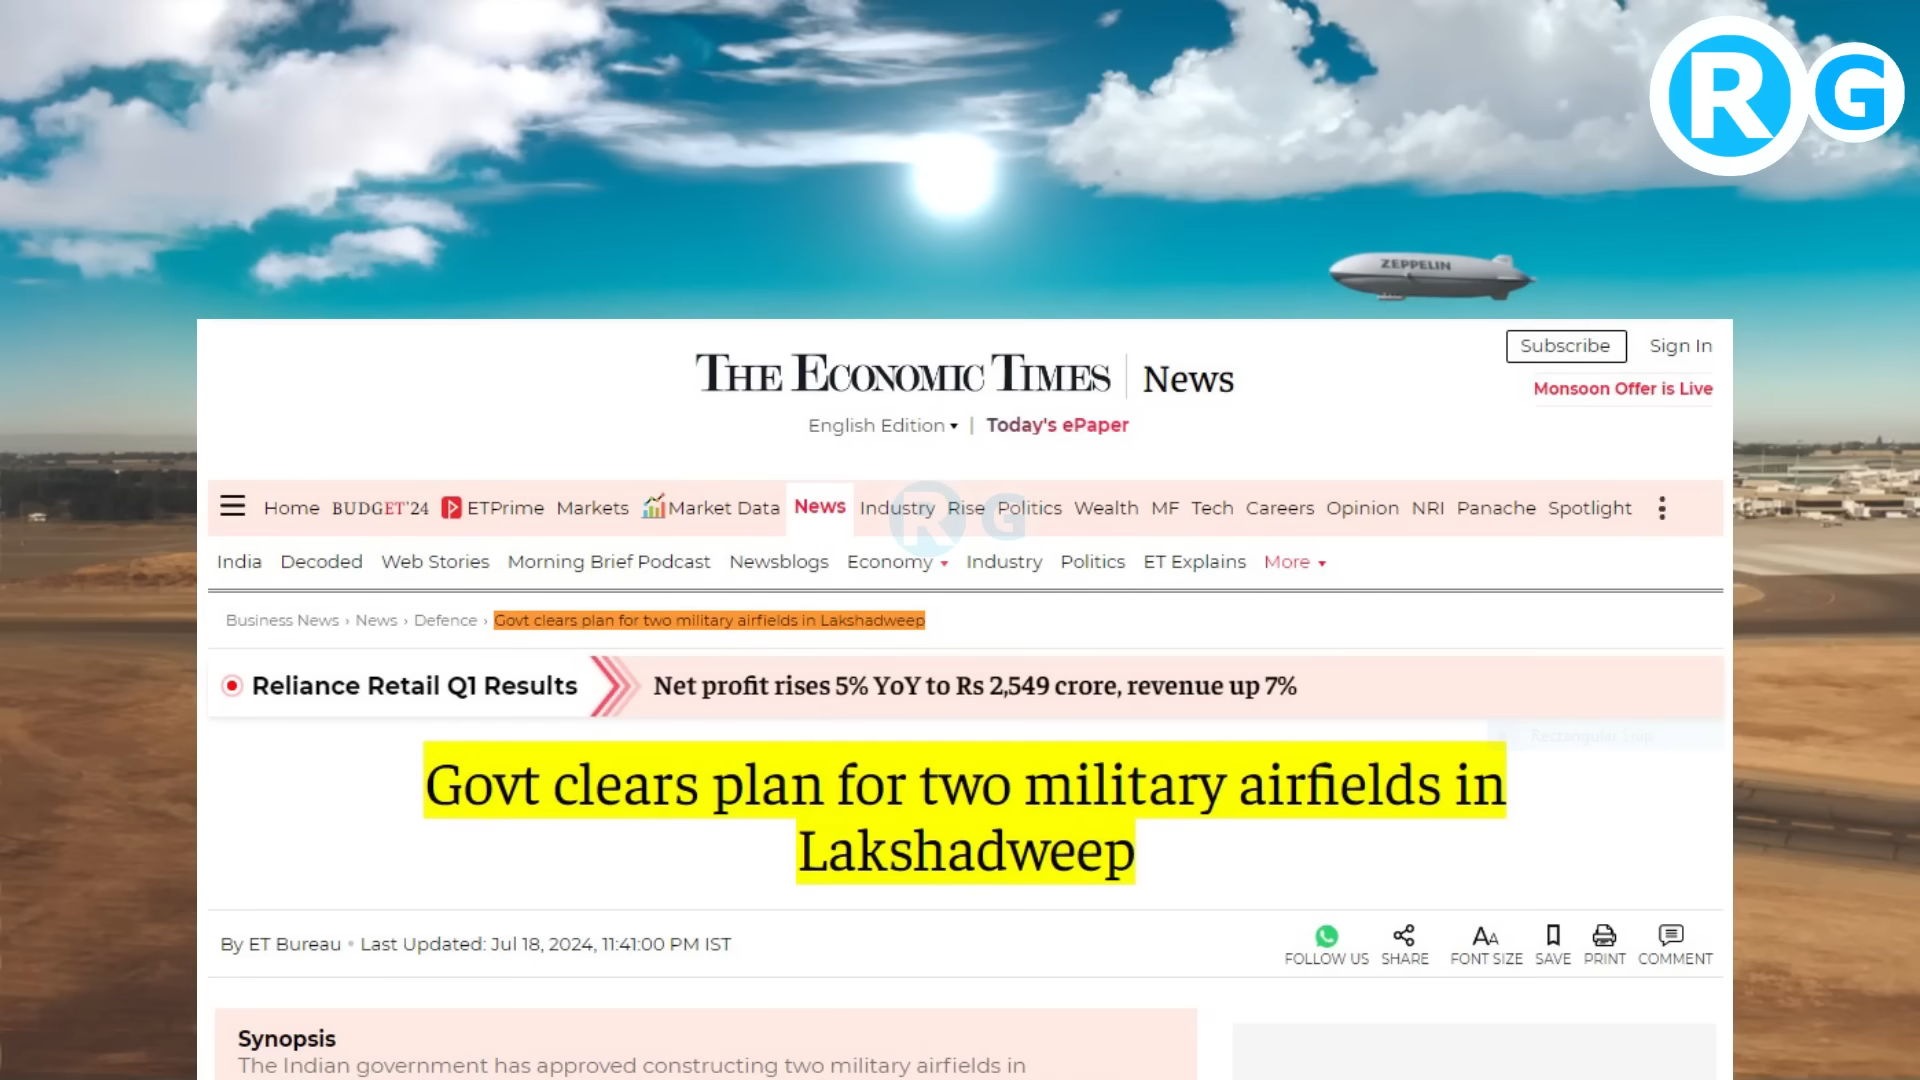 R G
ZEPPELIN
Subscribe Sign In
THE ECONOMIC TIMES | News
Monsoon Offer is Live
English Edition | Today's ePaper
Home BUDGET'24 ETPrime Markets Market Data News Industry Rise Politics Wealth MF Tech Careers Opinion NRI Panache Spotlight
R G
India Decoded Web Stories Morning Brief Podcast Newsblogs Economy Industry Politics ET Explains More
Business News › News › Defence › Govt clears plan for two military airfields in Lakshadweep
Reliance Retail Q1 Results Net profit rises 5% YoY to Rs 2,549 crore, revenue up 7%
Rectangular Snip
Govt clears plan for two military airfields in
Lakshadweep
By ET Bureau • Last Updated: Jul 18, 2024, 11:41:00 PM IST
FOLLOW US SHARE FONT SIZE SAVE PRINT COMMENT
Synopsis
The Indian government has approved constructing two military airfields in